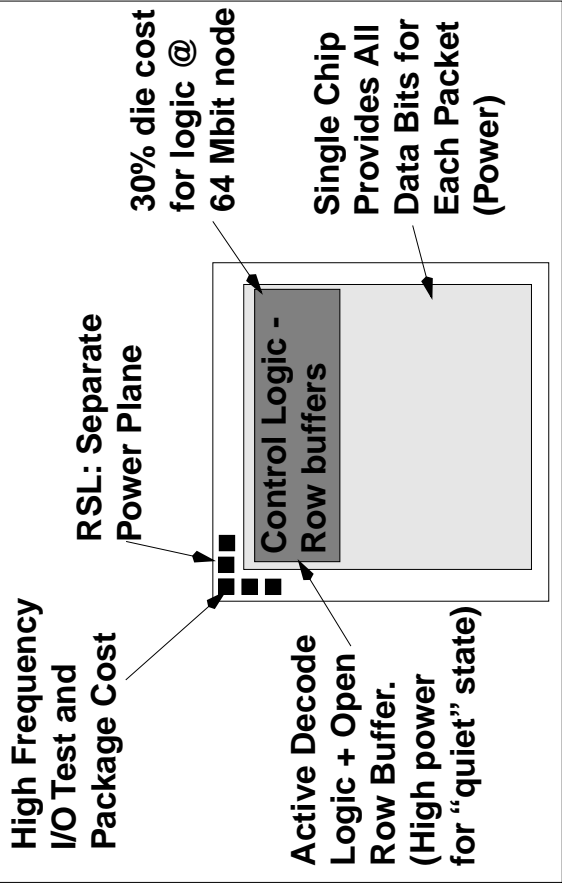 High Frequency
I/O Test and
Package Cost
RSL: Separate
Power Plane
30% die cost
for logic @
64 Mbit node
Control Logic -
Row buffers
Active Decode
Logic + Open
Row Buffer.
(High power
for “quiet” state)
Single Chip
Provides All
Data Bits for
Each Packet
(Power)